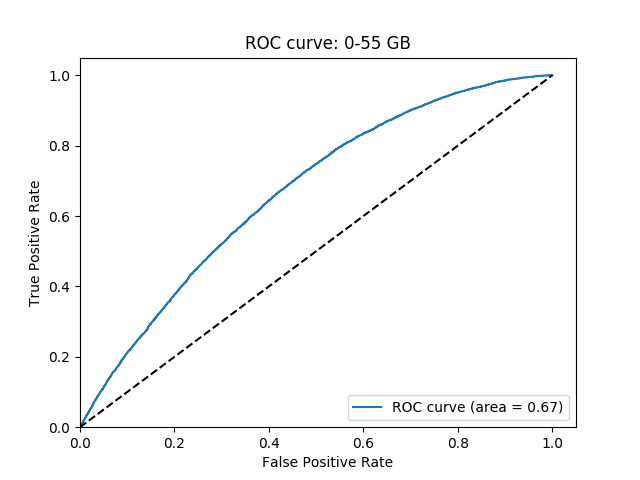 ROC curve: 0-55 GB
True Positive Rate
1.0
0.8
0.6
0.4
0.2
0.0
ROC curve (area = 0.67)
0.0 0.2 0.4 0.6 0.8 1.0
False Positive Rate